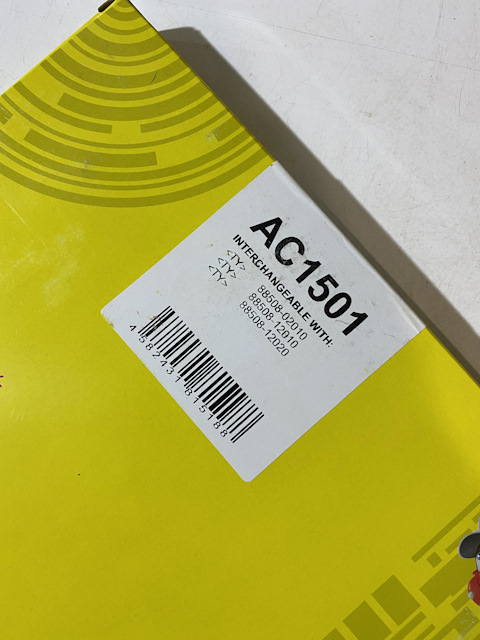 AC1501
INTERCHANGEABLE WITH:
<TY> 88508-02010
<TY> 88508-12010
<TY> 88508-12020
4 582431 815188